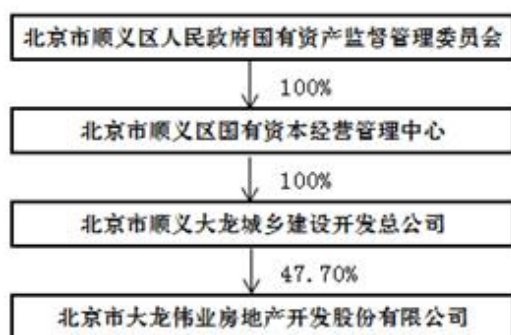 北京市顺义区人民政府国有资产监督管理委员会
100%
北京市顺义区国有资本经营管理中心
100%
北京市顺义大龙城乡建设开发总公司
47.70%
北京市大龙伟业房地产开发股份有限公司